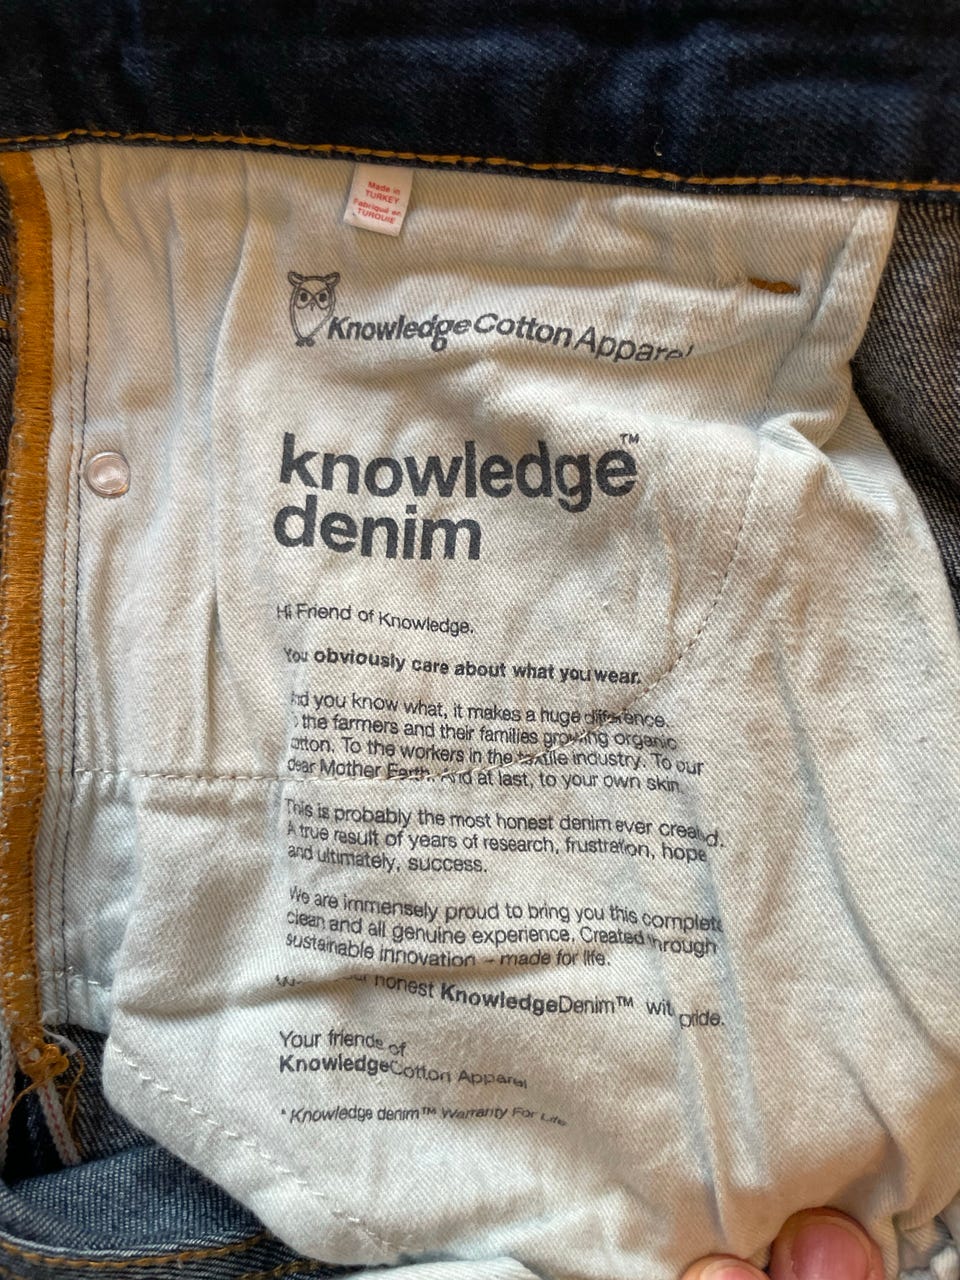 Made in
TURKEY
Fabriqué en
TURQUIE
KnowledgeCottonApparel
knowledge™
denim
Hi Friend of Knowledge.
You obviously care about what you wear.
And you know what, it makes a huge difference.
the farmers and their families growing organic
cotton. To the workers in the textile industry. To our
dear Mother Earth. And at last, to your own skin.
This is probably the most honest denim ever created.
A true result of years of research, frustration, hope
and ultimately, success.
We are immensely proud to bring you this complete
clean and all genuine experience. Created through
sustainable innovation – made for life.
honest KnowledgeDenim™ with pride.
Your friends of
KnowledgeCotton Apparel
* Knowledge denim™ Warranty For Life